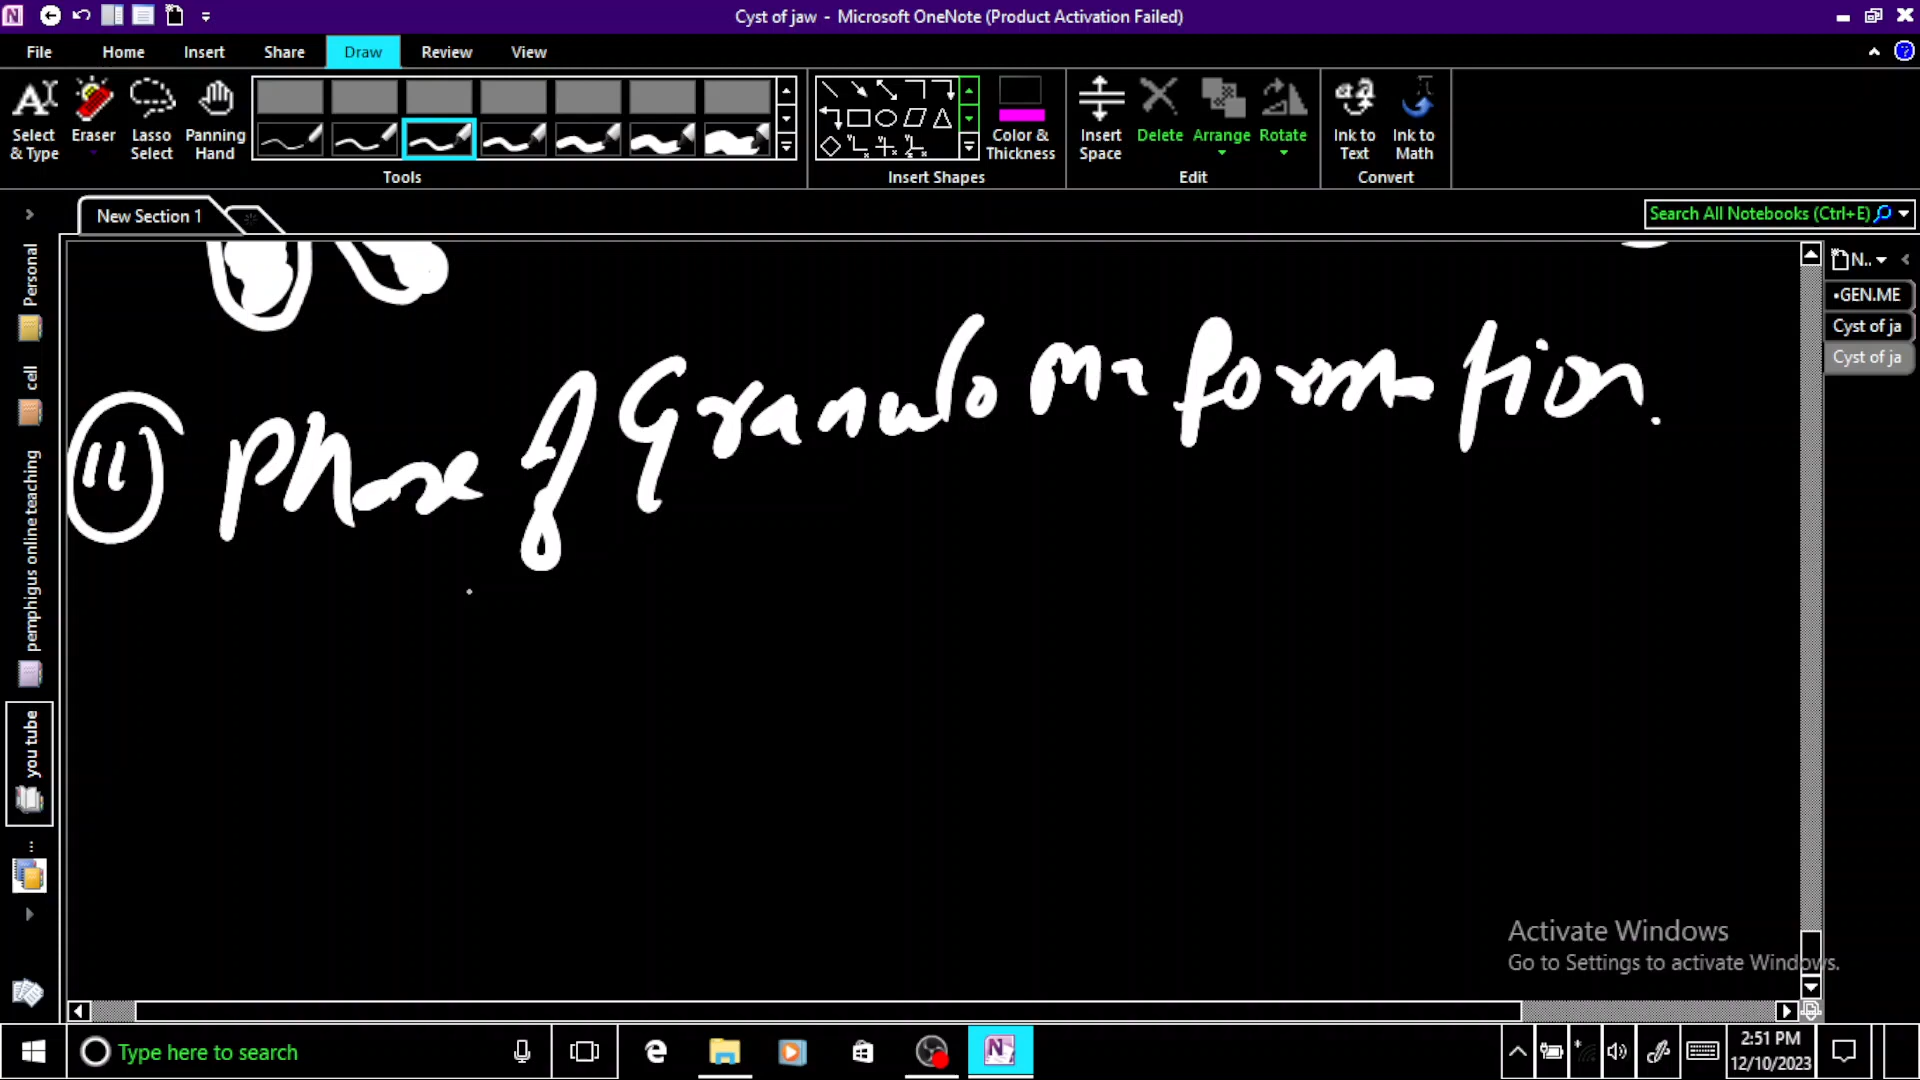 Cyst of jaw - Microsoft OneNote (Product Activation Failed)
File Home Insert Share Draw Review View
Select & Type
Eraser
Lasso Select
Panning Hand
Tools
Insert Shapes
Color & Thickness
Insert Space
Delete
Arrange
Rotate
Edit
Ink to Text
Ink to Math
Convert
New Section 1
Search All Notebooks (Ctrl+E)
Personal
cell
pemphigus online teaching
you tube
N..
•GEN.ME
Cyst of ja
Cyst of ja
II Phase of Granuloma formation.
Activate Windows
Go to Settings to activate Windows.
Type here to search
2:51 PM
12/10/2023